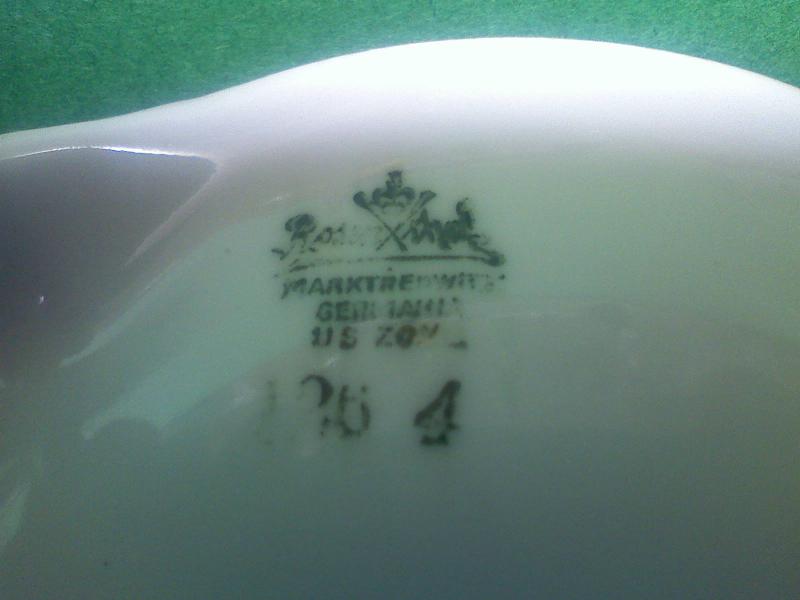 Rosenthal
MARKTREDWITZ
GERMANY
US ZONE
4